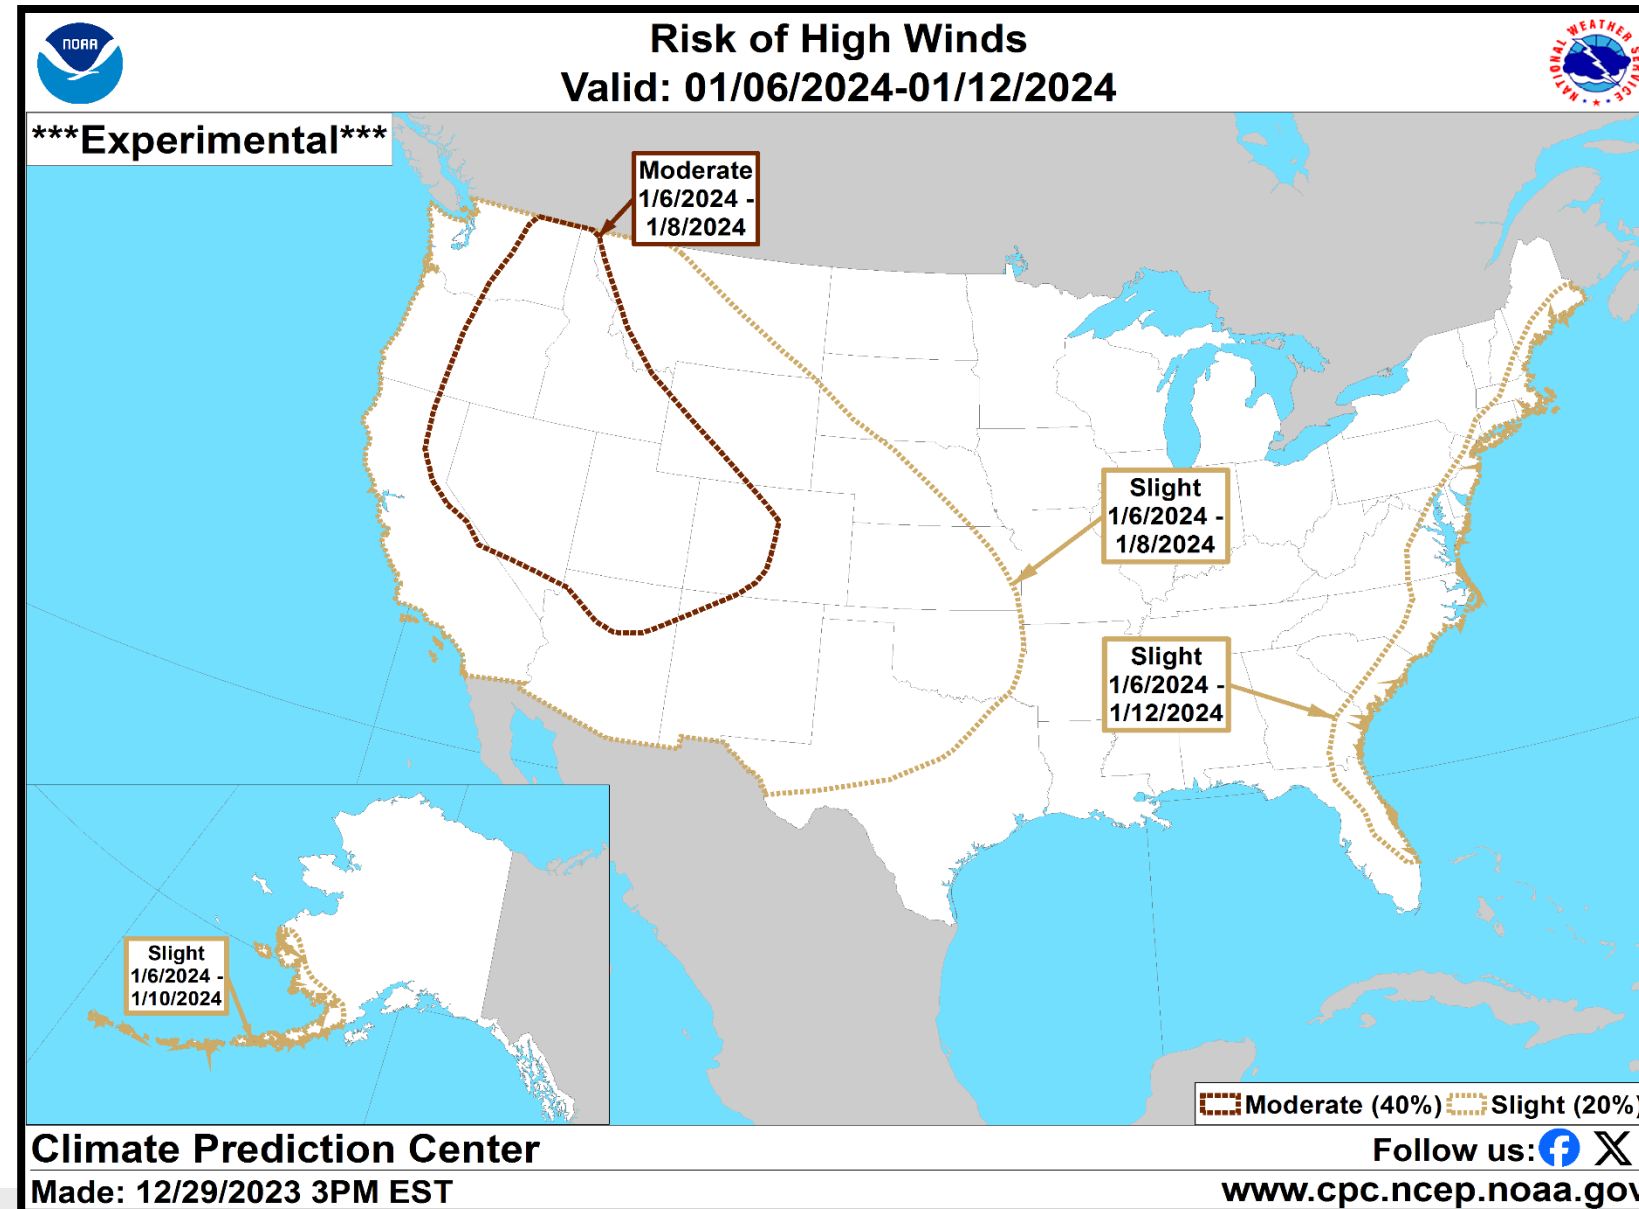 NOAA
Risk of High Winds
Valid: 01/06/2024-01/12/2024
NATIONAL WEATHER SERVICE
***Experimental***
Moderate
1/6/2024 -
1/8/2024
Slight
1/6/2024 -
1/8/2024
Slight
1/6/2024 -
1/12/2024
Slight
1/6/2024 -
1/10/2024
Moderate (40%) Slight (20%)
Climate Prediction Center
Follow us:
Made: 12/29/2023 3PM EST
www.cpc.ncep.noaa.gov